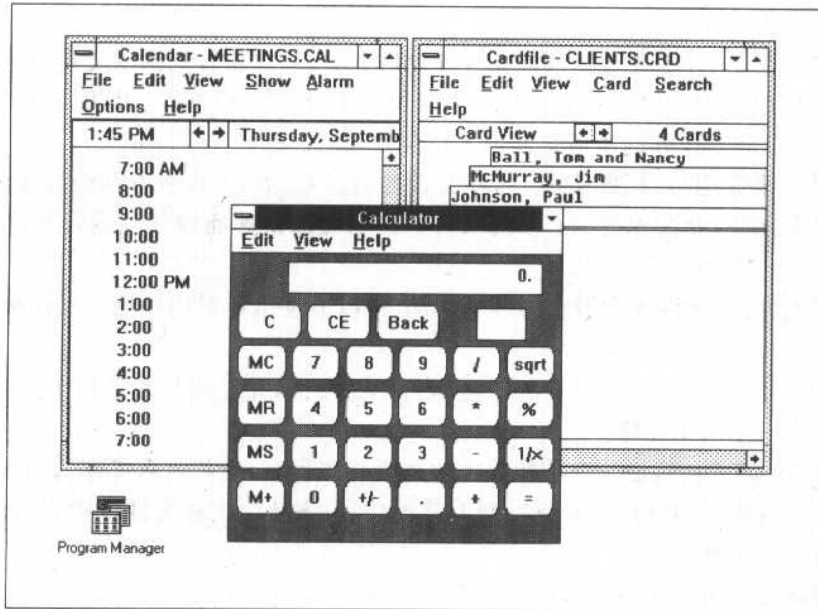 Calendar - MEETINGS.CAL
File Edit View Show Alarm
Options Help
1:45 PM Thursday, Septemb
7:00 AM
8:00
9:00
10:00
11:00
12:00 PM
1:00
2:00
3:00
4:00
5:00
6:00
7:00
Cardfile - CLIENTS.CRD
File Edit View Card Search
Help
Card View 4 Cards
Ball, Tom and Nancy
McMurray, Jim
Johnson, Paul
Calculator
Edit View Help
0.
C CE Back
MC 7 8 9 / sqrt
MR 4 5 6 * %
MS 1 2 3 - 1/x
M+ 0 +/- . + =
Program Manager